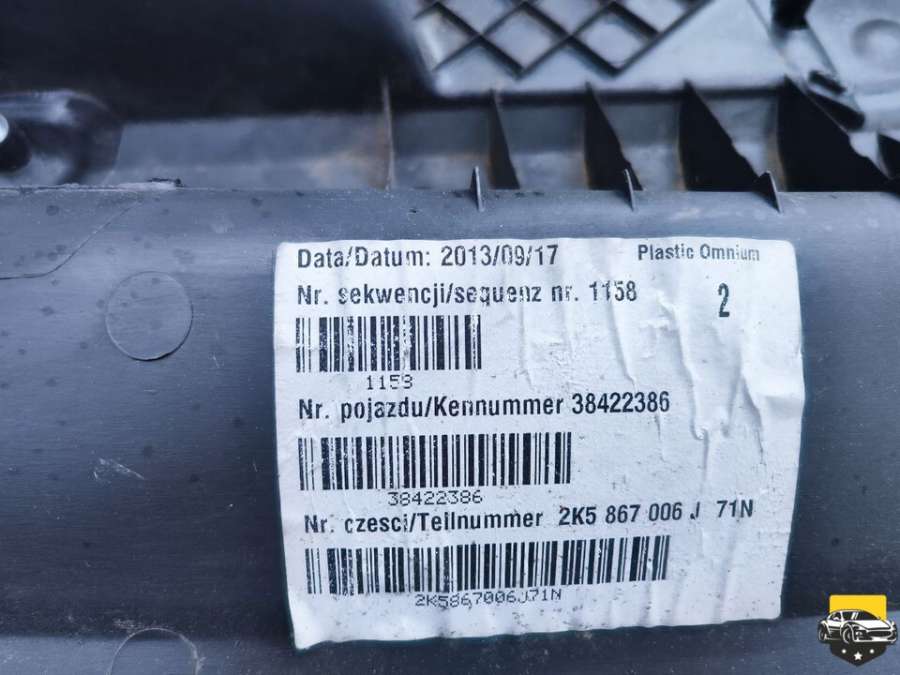 Data/Datum: 2013/09/17 Plastic Omnium
Nr. sekwencji/sequenz nr. 1158 2
1158
Nr. pojazdu/Kennummer 38422386
38422386
Nr. czesci/Teilnummer 2K5 867 006 J 71N
2K5867006J71N